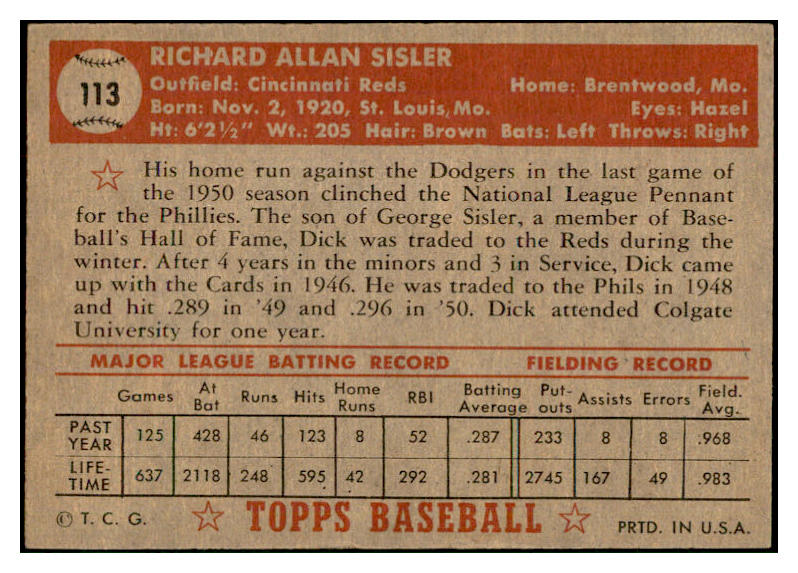 113
RICHARD ALLAN SISLER
Outfield: Cincinnati Reds Home: Brentwood, Mo.
Born: Nov. 2, 1920, St. Louis, Mo. Eyes: Hazel
Ht: 6'2½" Wt.: 205 Hair: Brown Bats: Left Throws: Right
His home run against the Dodgers in the last game of
the 1950 season clinched the National League Pennant
for the Phillies. The son of George Sisler, a member of Base-
ball's Hall of Fame, Dick was traded to the Reds during the
winter. After 4 years in the minors and 3 in Service, Dick came
up with the Cards in 1946. He was traded to the Phils in 1948
and hit .289 in '49 and .296 in '50. Dick attended Colgate
University for one year.
MAJOR LEAGUE BATTING RECORD FIELDING RECORD
Games At Bat Runs Hits Home Runs RBI Batting Average Put-outs Assists Errors Field. Avg.
PAST YEAR 125 428 46 123 8 52 .287 233 8 8 .968
LIFE-TIME 637 2118 248 595 42 292 .281 2745 167 49 .983
© T. C. G. TOPPS BASEBALL PRTD. IN U.S.A.